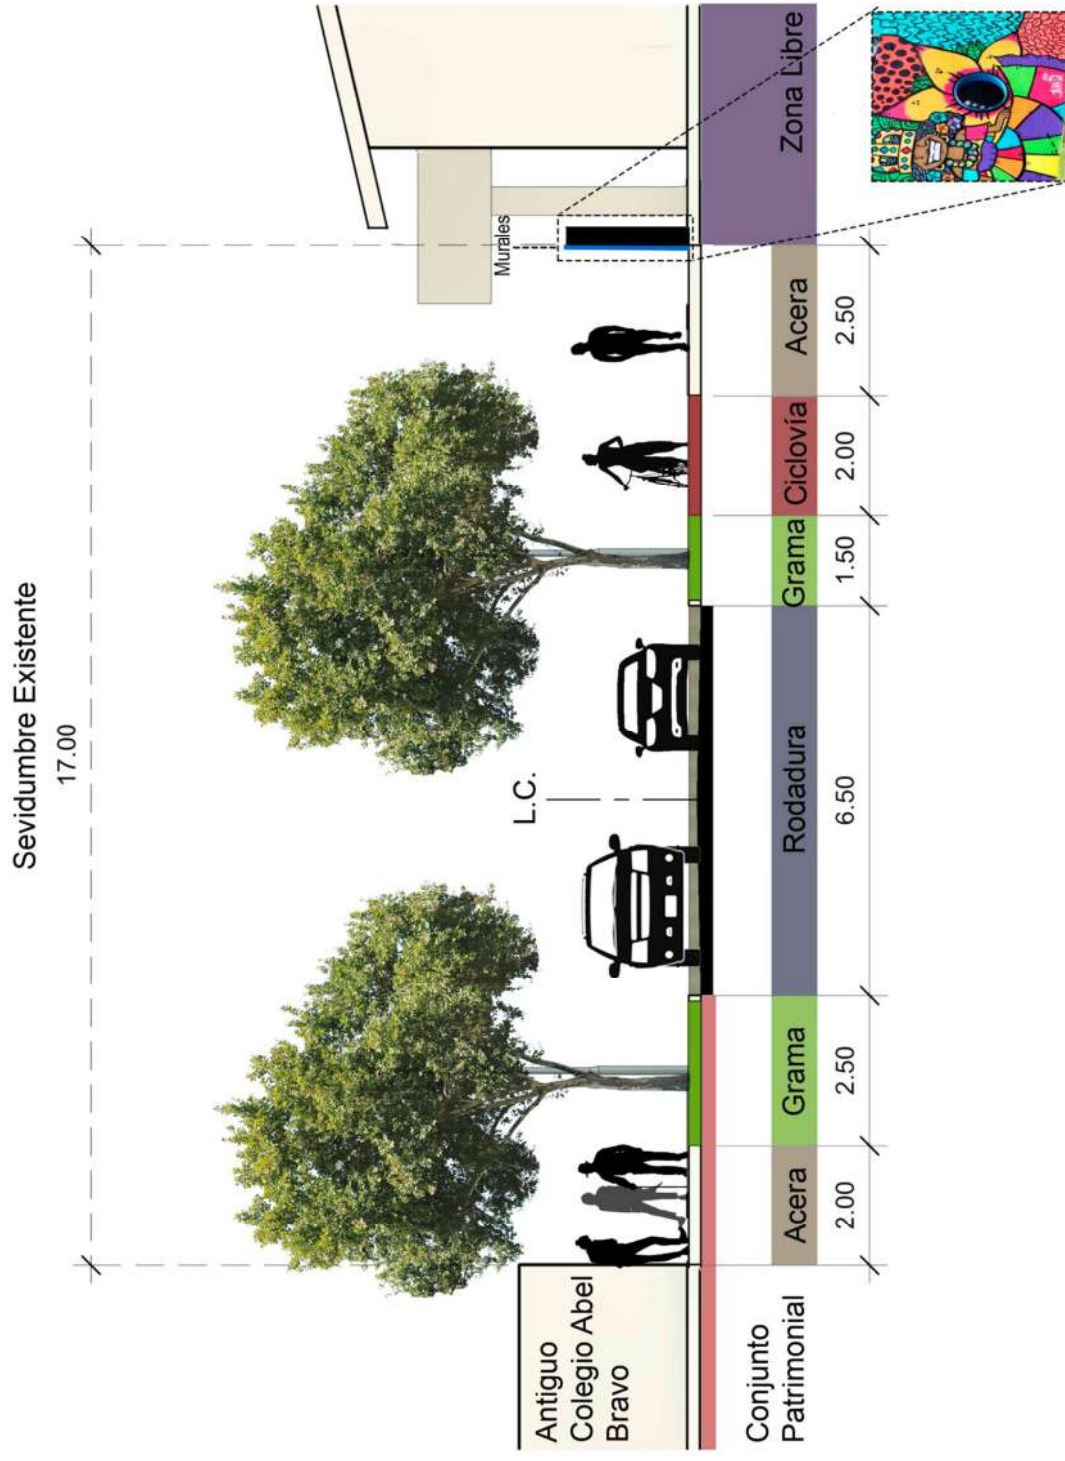 Sevidumbre Existente
17.00
Murales
L.C.
Antiguo
Colegio Abel
Bravo
Conjunto
Patrimonial
Acera
Grama
Rodadura
Grama
Ciclovía
Acera
Zona Libre
2.00
2.50
6.50
1.50
2.00
2.50